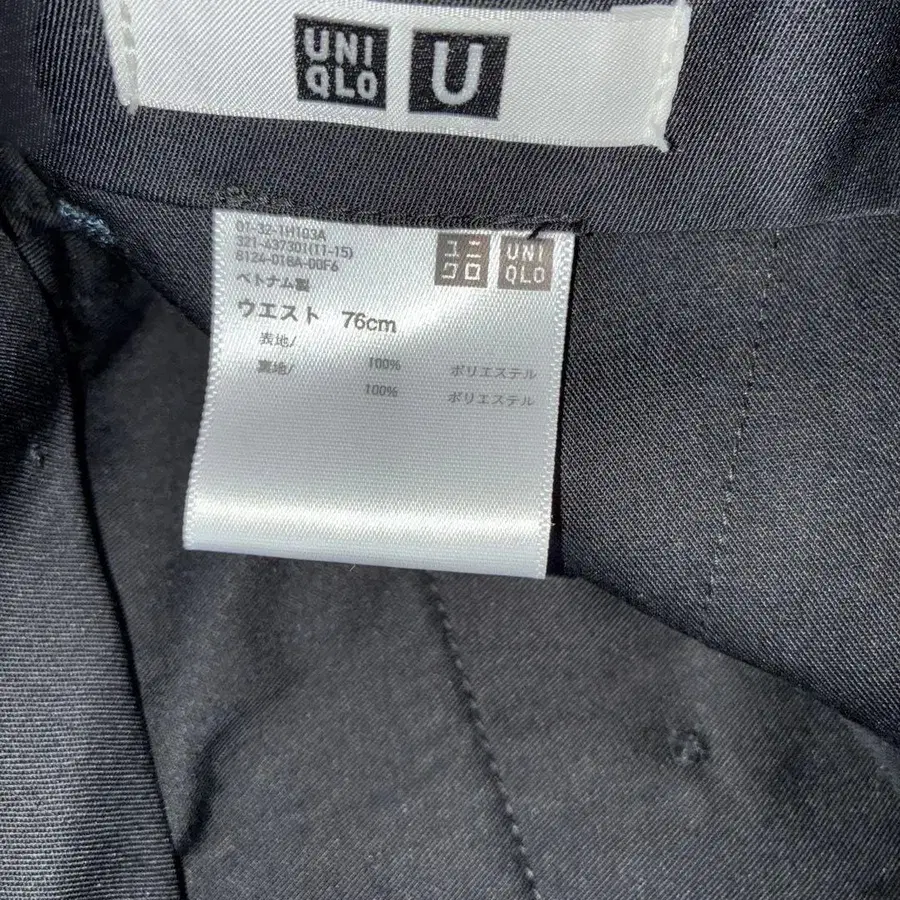 UNI
QLO
U
01-32-1H103A
321-437301(11-15)
8124-018A-00F6
ベトナム製
ユニ
クロ
UNI
QLO
ウエスト 76cm
表地/ 100% ポリエステル
裏地/ 100% ポリエステル